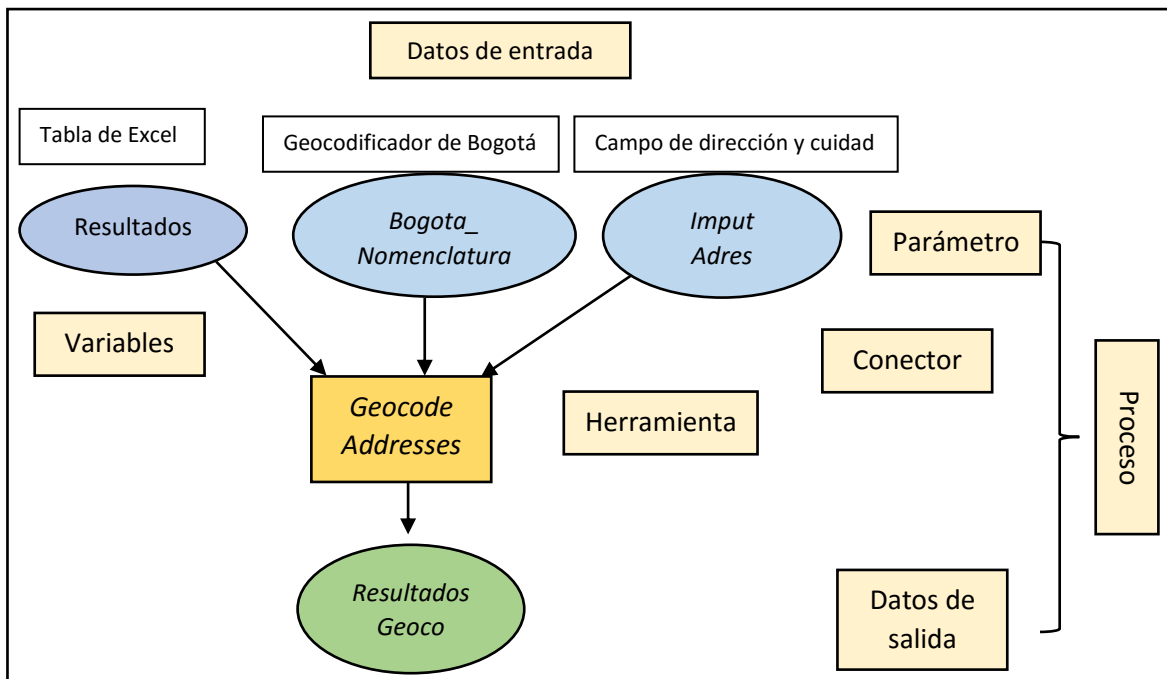 Datos de entrada
Tabla de Excel
Geocodificador de Bogotá
Campo de dirección y cuidad
Resultados
Bogota_
Nomenclatura
Imput
Adres
Parámetro
Variables
Conector
Geocode
Addresses
Herramienta
Proceso
Resultados
Geoco
Datos de
salida